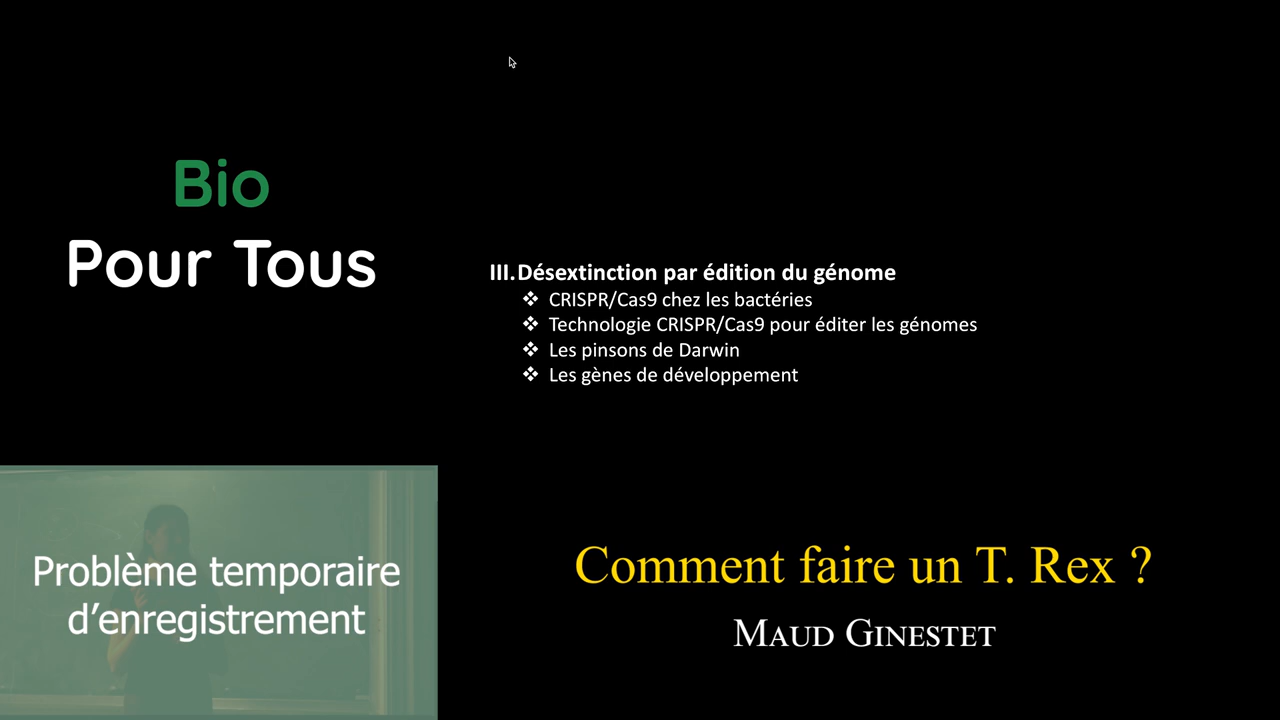 Bio
Pour Tous
III. Désextinction par édition du génome
❖ CRISPR/Cas9 chez les bactéries
❖ Technologie CRISPR/Cas9 pour éditer les génomes
❖ Les pinsons de Darwin
❖ Les gènes de développement
Problème temporaire
d’enregistrement
Comment faire un T. Rex ?
MAUD GINESTET